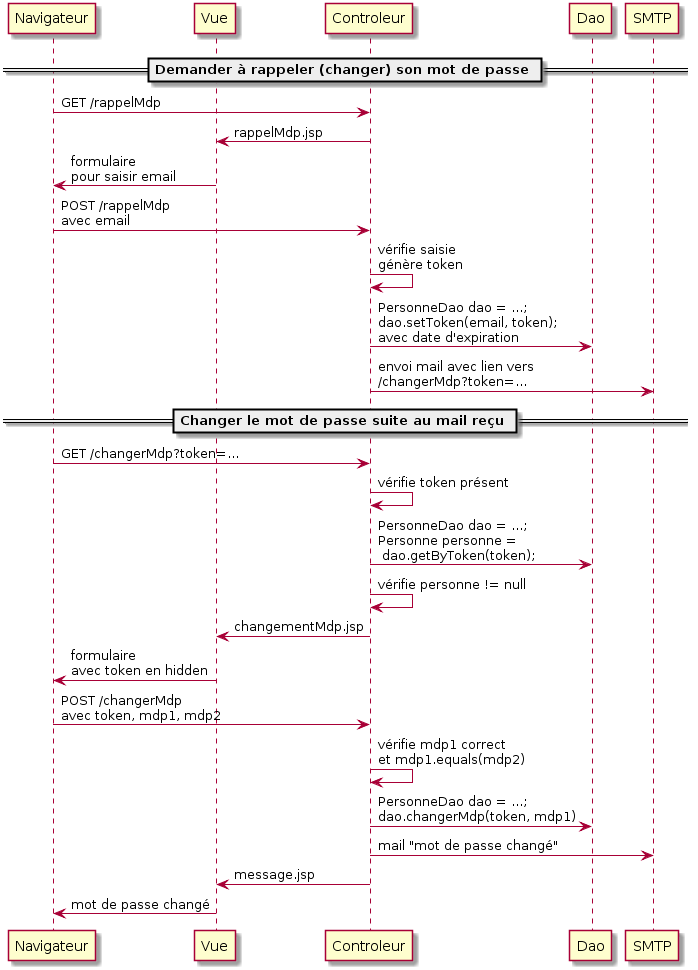 Navigateur Vue Controleur Dao SMTP
Demander à rappeler (changer) son mot de passe
GET /rappelMdp
rappelMdp.jsp
formulaire
pour saisir email
POST /rappelMdp
avec email
vérifie saisie
génère token
PersonneDao dao = ...;
dao.setToken(email, token);
avec date d'expiration
envoi mail avec lien vers
/changerMdp?token=...
Changer le mot de passe suite au mail reçu
GET /changerMdp?token=...
vérifie token présent
PersonneDao dao = ...;
Personne personne =
dao.getByToken(token);
vérifie personne != null
changementMdp.jsp
formulaire
avec token en hidden
POST /changerMdp
avec token, mdp1, mdp2
vérifie mdp1 correct
et mdp1.equals(mdp2)
PersonneDao dao = ...;
dao.changerMdp(token, mdp1)
mail "mot de passe changé"
message.jsp
mot de passe changé
Navigateur Vue Controleur Dao SMTP